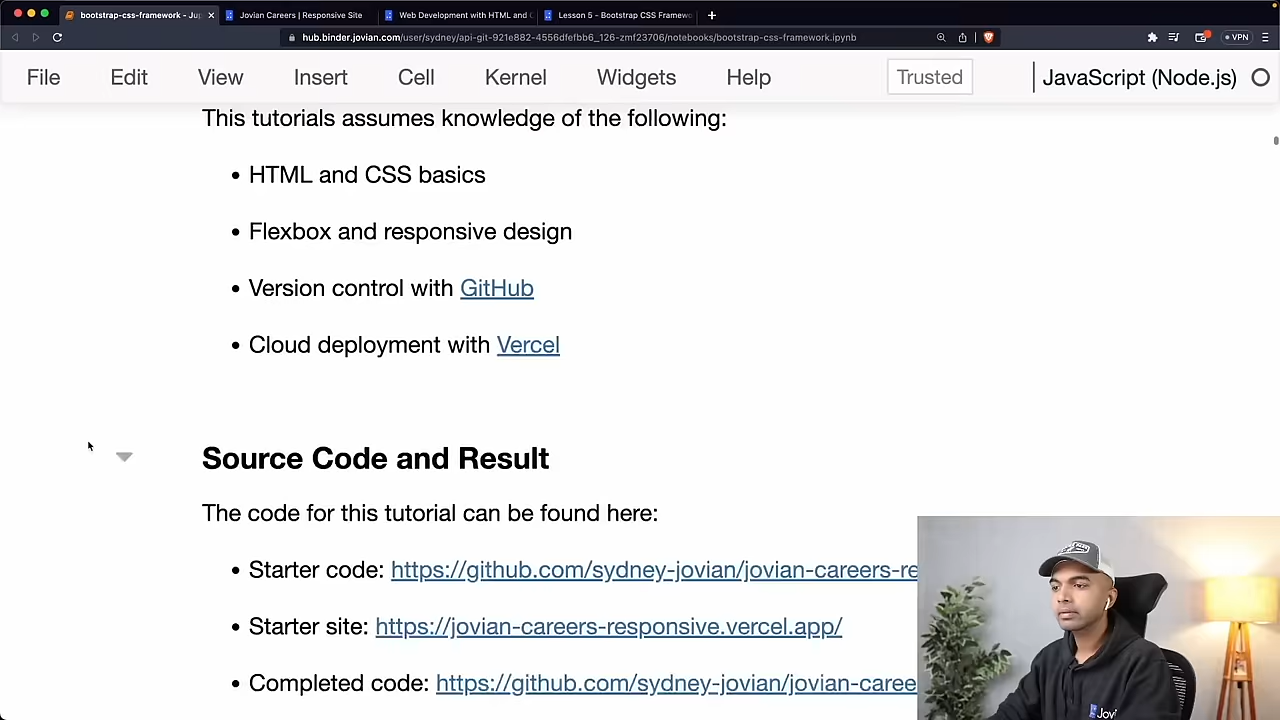 bootstrap-css-framework - Jup
Jovian Careers | Responsive Site
Web Development with HTML and C
Lesson 5 - Bootstrap CSS Framewo
hub.binder.jovian.com/user/sydney/api-git-921e882-4556dfefbb6_126-zmf23706/notebooks/bootstrap-css-framework.ipynb
VPN
File Edit View Insert Cell Kernel Widgets Help Trusted JavaScript (Node.js)
This tutorials assumes knowledge of the following:
• HTML and CSS basics
• Flexbox and responsive design
• Version control with GitHub
• Cloud deployment with Vercel
Source Code and Result
The code for this tutorial can be found here:
• Starter code: https://github.com/sydney-jovian/jovian-careers-re
• Starter site: https://jovian-careers-responsive.vercel.app/
• Completed code: https://github.com/sydney-jovian/jovian-caree
Jovi